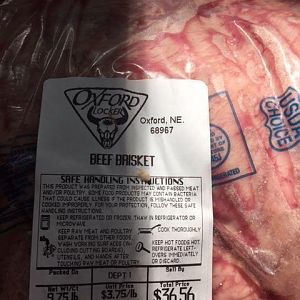 OXFORD
LOCKER
Oxford, NE.
68967
BEEF BRISKET
SAFE HANDLING INSTRUCTIONS
THIS PRODUCT WAS PREPARED FROM INSPECTED AND PASSED MEAT
AND/OR POULTRY. SOME FOOD PRODUCTS MAY CONTAIN BACTERIA
THAT COULD CAUSE ILLNESS IF THE PRODUCT IS MISHANDLED OR
COOKED IMPROPERLY. FOR YOUR PROTECTION, FOLLOW THESE SAFE
HANDLING INSTRUCTIONS.
KEEP REFRIGERATED OR FROZEN. THAW IN REFRIGERATOR OR
MICROWAVE
KEEP RAW MEAT AND POULTRY
SEPARATE FROM OTHER FOODS
WASH WORKING SURFACES (IN-
CLUDING CUTTING BOARDS)
UTENSILS, AND HANDS AFTER
TOUCHING RAW MEAT OR POULTRY
COOK THOROUGHLY
KEEP HOT FOODS HOT.
REFRIGERATE LEFT-
OVERS IMMEDIATELY
OR DISCARD.
Packed On
DEPT 1
Sell By
Net Wt/Ct
Unit Price
Total Price
9.75 lb
$3.75/lb
$36.56
USDA
CHOICE